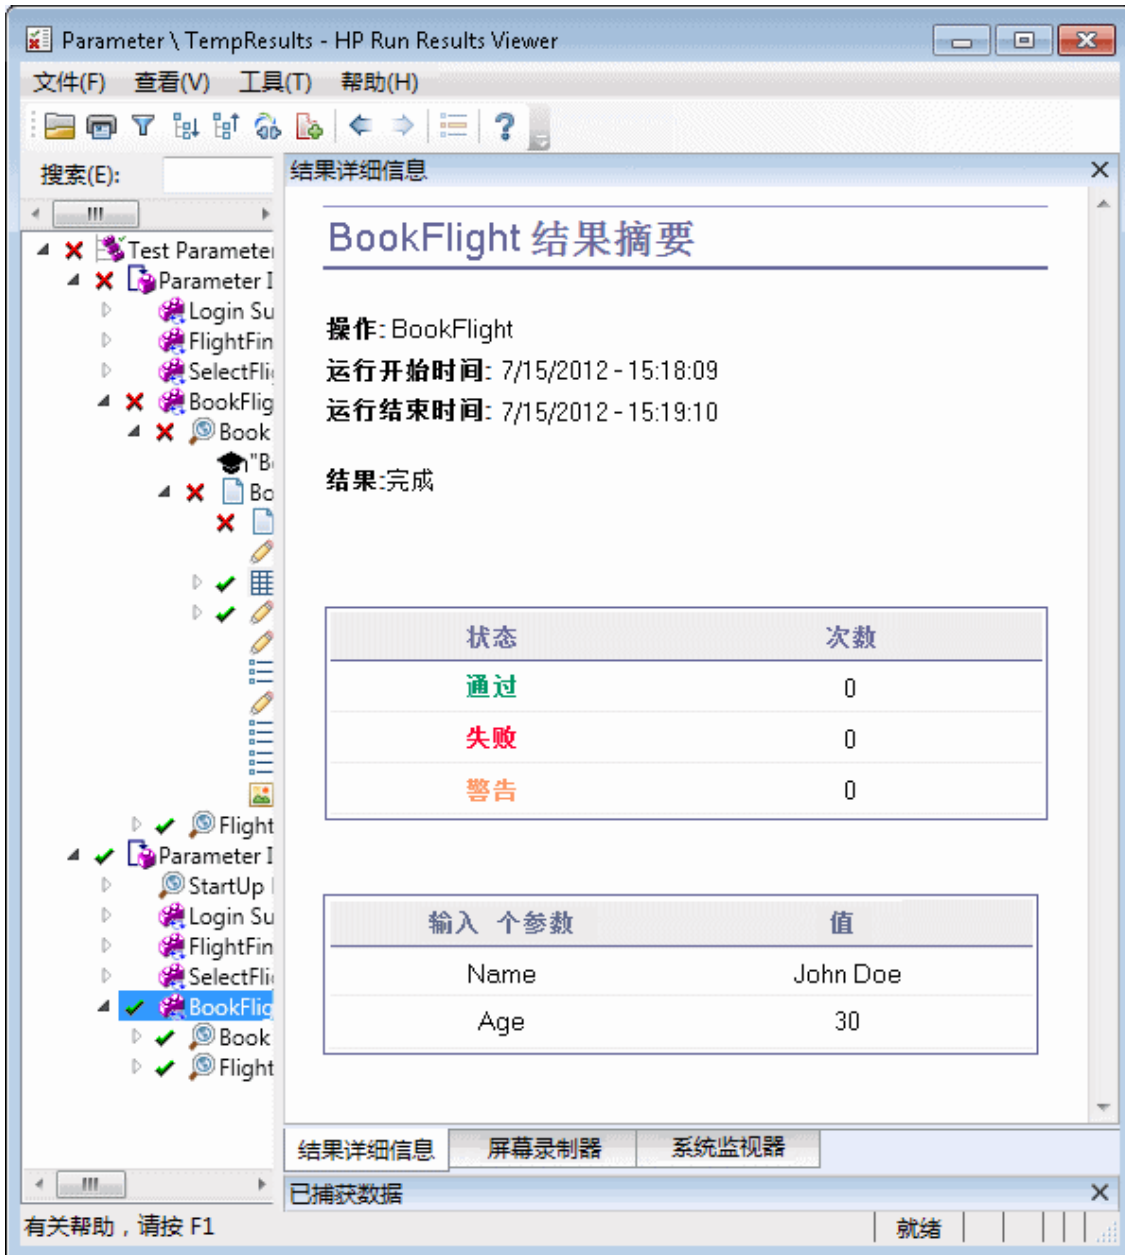 Parameter \ TempResults - HP Run Results Viewer
文件(F) 查看(V) 工具(T) 帮助(H)
搜索(E):
Test Parameter
Parameter I
Login Su
FlightFin
SelectFli
BookFlig
Book
"B
Bo
Flight
Parameter I
StartUp
Login Su
FlightFin
SelectFli
BookFlig
Book
Flight
结果详细信息
BookFlight 结果摘要
操作: BookFlight
运行开始时间: 7/15/2012 - 15:18:09
运行结束时间: 7/15/2012 - 15:19:10
结果:完成
状态 次数
通过 0
失败 0
警告 0
输入 个参数 值
Name John Doe
Age 30
结果详细信息 屏幕录制器 系统监视器
已捕获数据
有关帮助，请按 F1 就绪